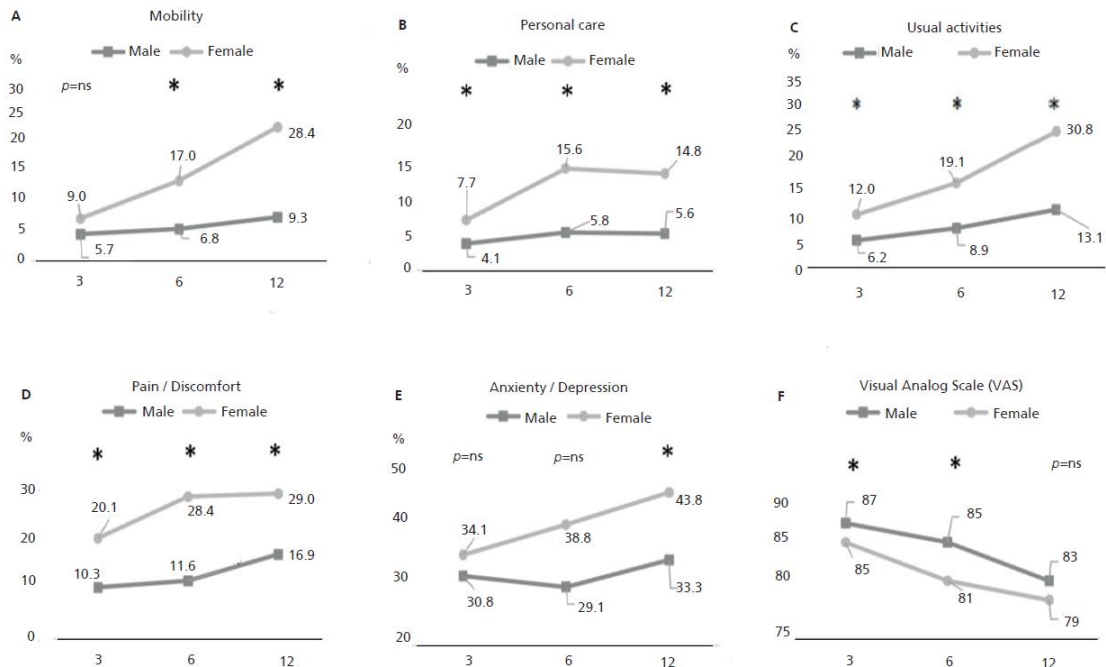 A
Mobility
Male Female
%
p=ns * *
30
25
20
15
10
5
0
9.0
17.0
28.4
5.7
6.8
9.3
3 6 12
B
Personal care
Male Female
%
* * *
20
15
10
5
0
7.7
15.6
14.8
4.1
5.8
5.6
3 6 12
C
Usual activities
Male Female
%
* * *
35
30
25
20
15
10
5
0
12.0
19.1
30.8
6.2
8.9
13.1
3 6 12
D
Pain / Discomfort
Male Female
%
* * *
30
20
10
0
20.1
28.4
29.0
10.3
11.6
16.9
3 6 12
E
Anxienty / Depression
Male Female
%
p=ns p=ns *
50
40
30
20
34.1
38.8
43.8
30.8
29.1
33.3
3 6 12
F
Visual Analog Scale (VAS)
Male Female
* * p=ns
90
85
80
75
87
85
83
85
81
79
3 6 12